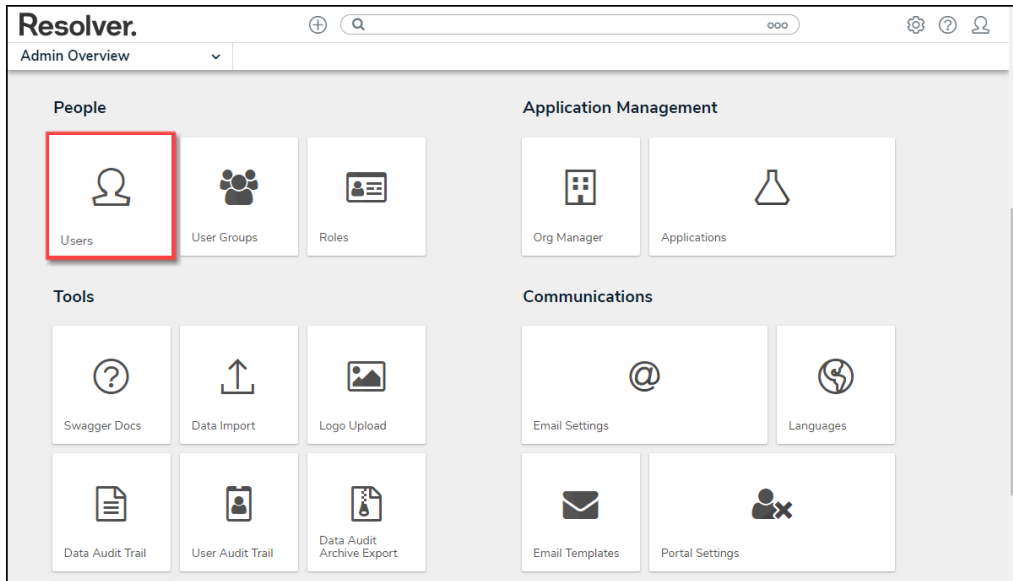 Resolver.
ooo
Admin Overview
People
Application Management
Users
User Groups
Roles
Org Manager
Applications
Tools
Communications
Swagger Docs
Data Import
Logo Upload
Email Settings
Languages
Data Audit Trail
User Audit Trail
Data Audit
Archive Export
Email Templates
Portal Settings